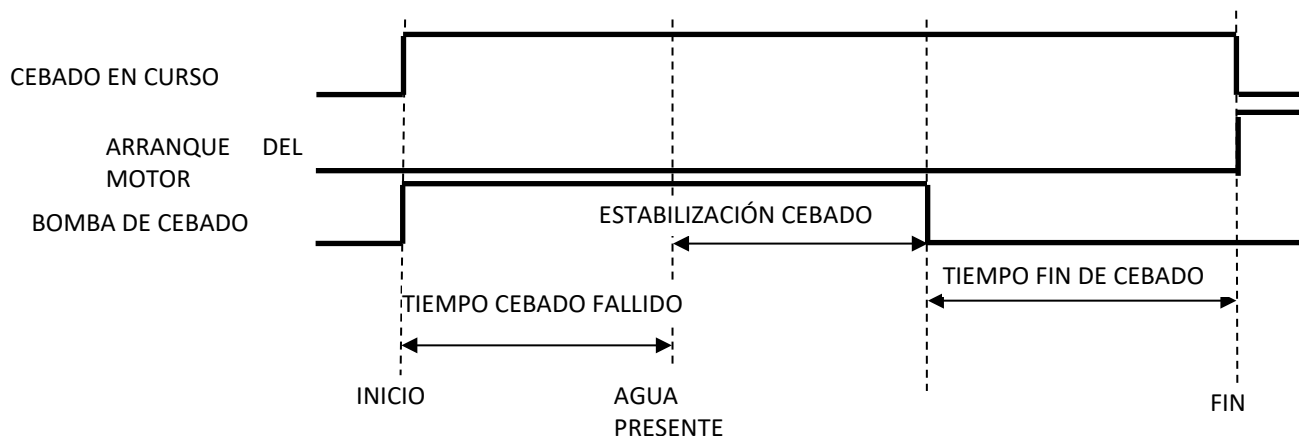 CEBADO EN CURSO
ARRANQUE DEL
MOTOR
BOMBA DE CEBADO
ESTABILIZACIÓN CEBADO
TIEMPO FIN DE CEBADO
TIEMPO CEBADO FALLIDO
INICIO
AGUA
PRESENTE
FIN